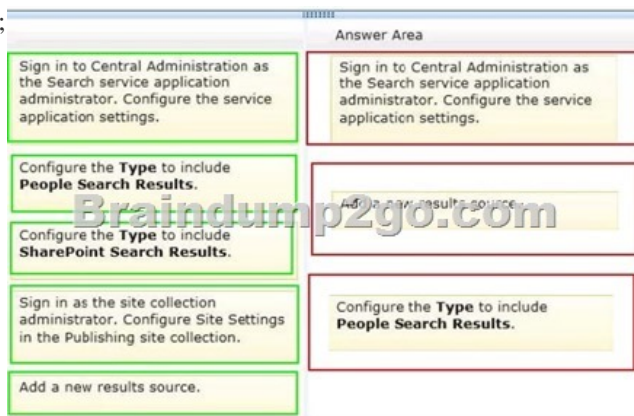 ;
Answer Area
Sign in to Central Administration as
the Search service application
administrator. Configure the service
application settings.
Configure the Type to include
People Search Results.
Configure the Type to include
SharePoint Search Results.
Sign in as the site collection
administrator. Configure Site Settings
in the Publishing site collection.
Add a new results source.
Sign in to Central Administration as
the Search service application
administrator. Configure the service
application settings.
Add a new results source.
Configure the Type to include
People Search Results.
Braindump2go.com